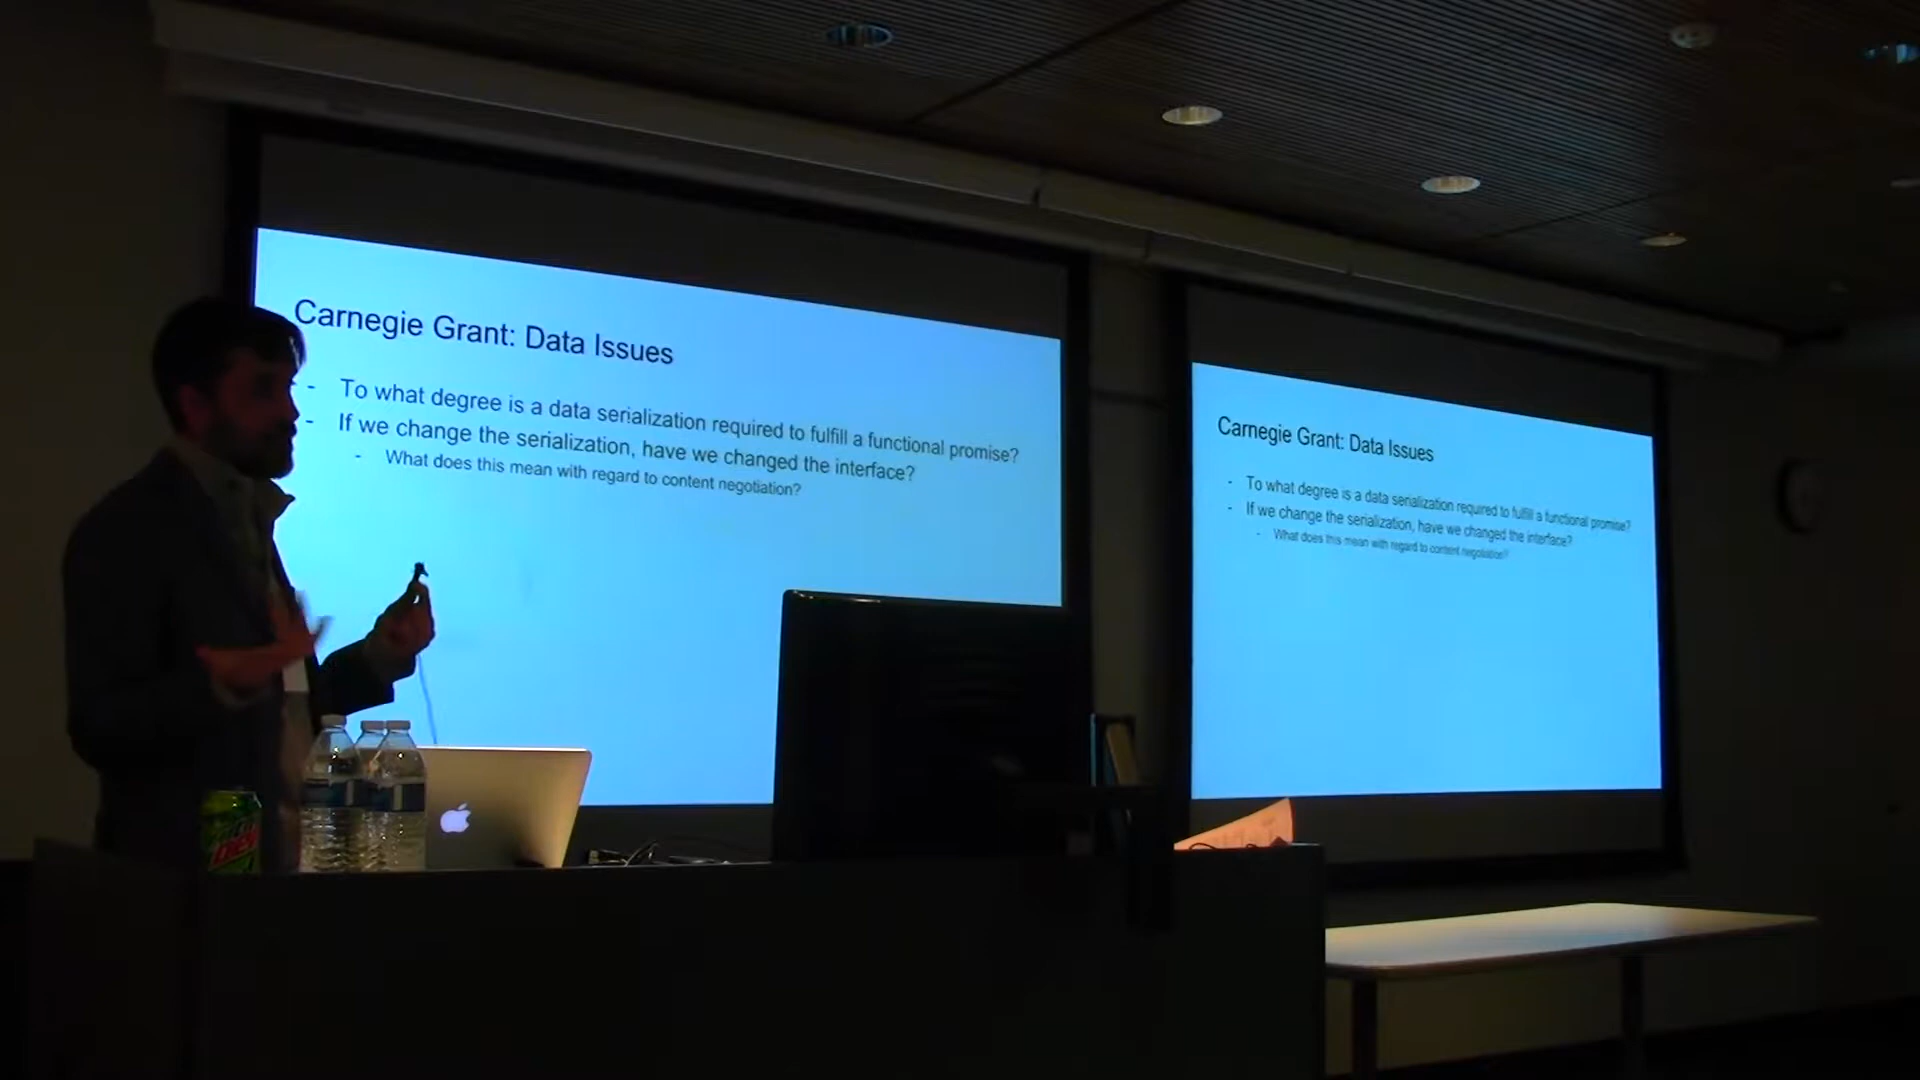 Carnegie Grant: Data Issues
- To what degree is a data serialization required to fulfill a functional promise?
- If we change the serialization, have we changed the interface?
- What does this mean with regard to content negotiation?
Carnegie Grant: Data Issues
- To what degree is a data serialization required to fulfill a functional promise?
- If we change the serialization, have we changed the interface?
- What does this mean with regard to content negotiation?
DEW